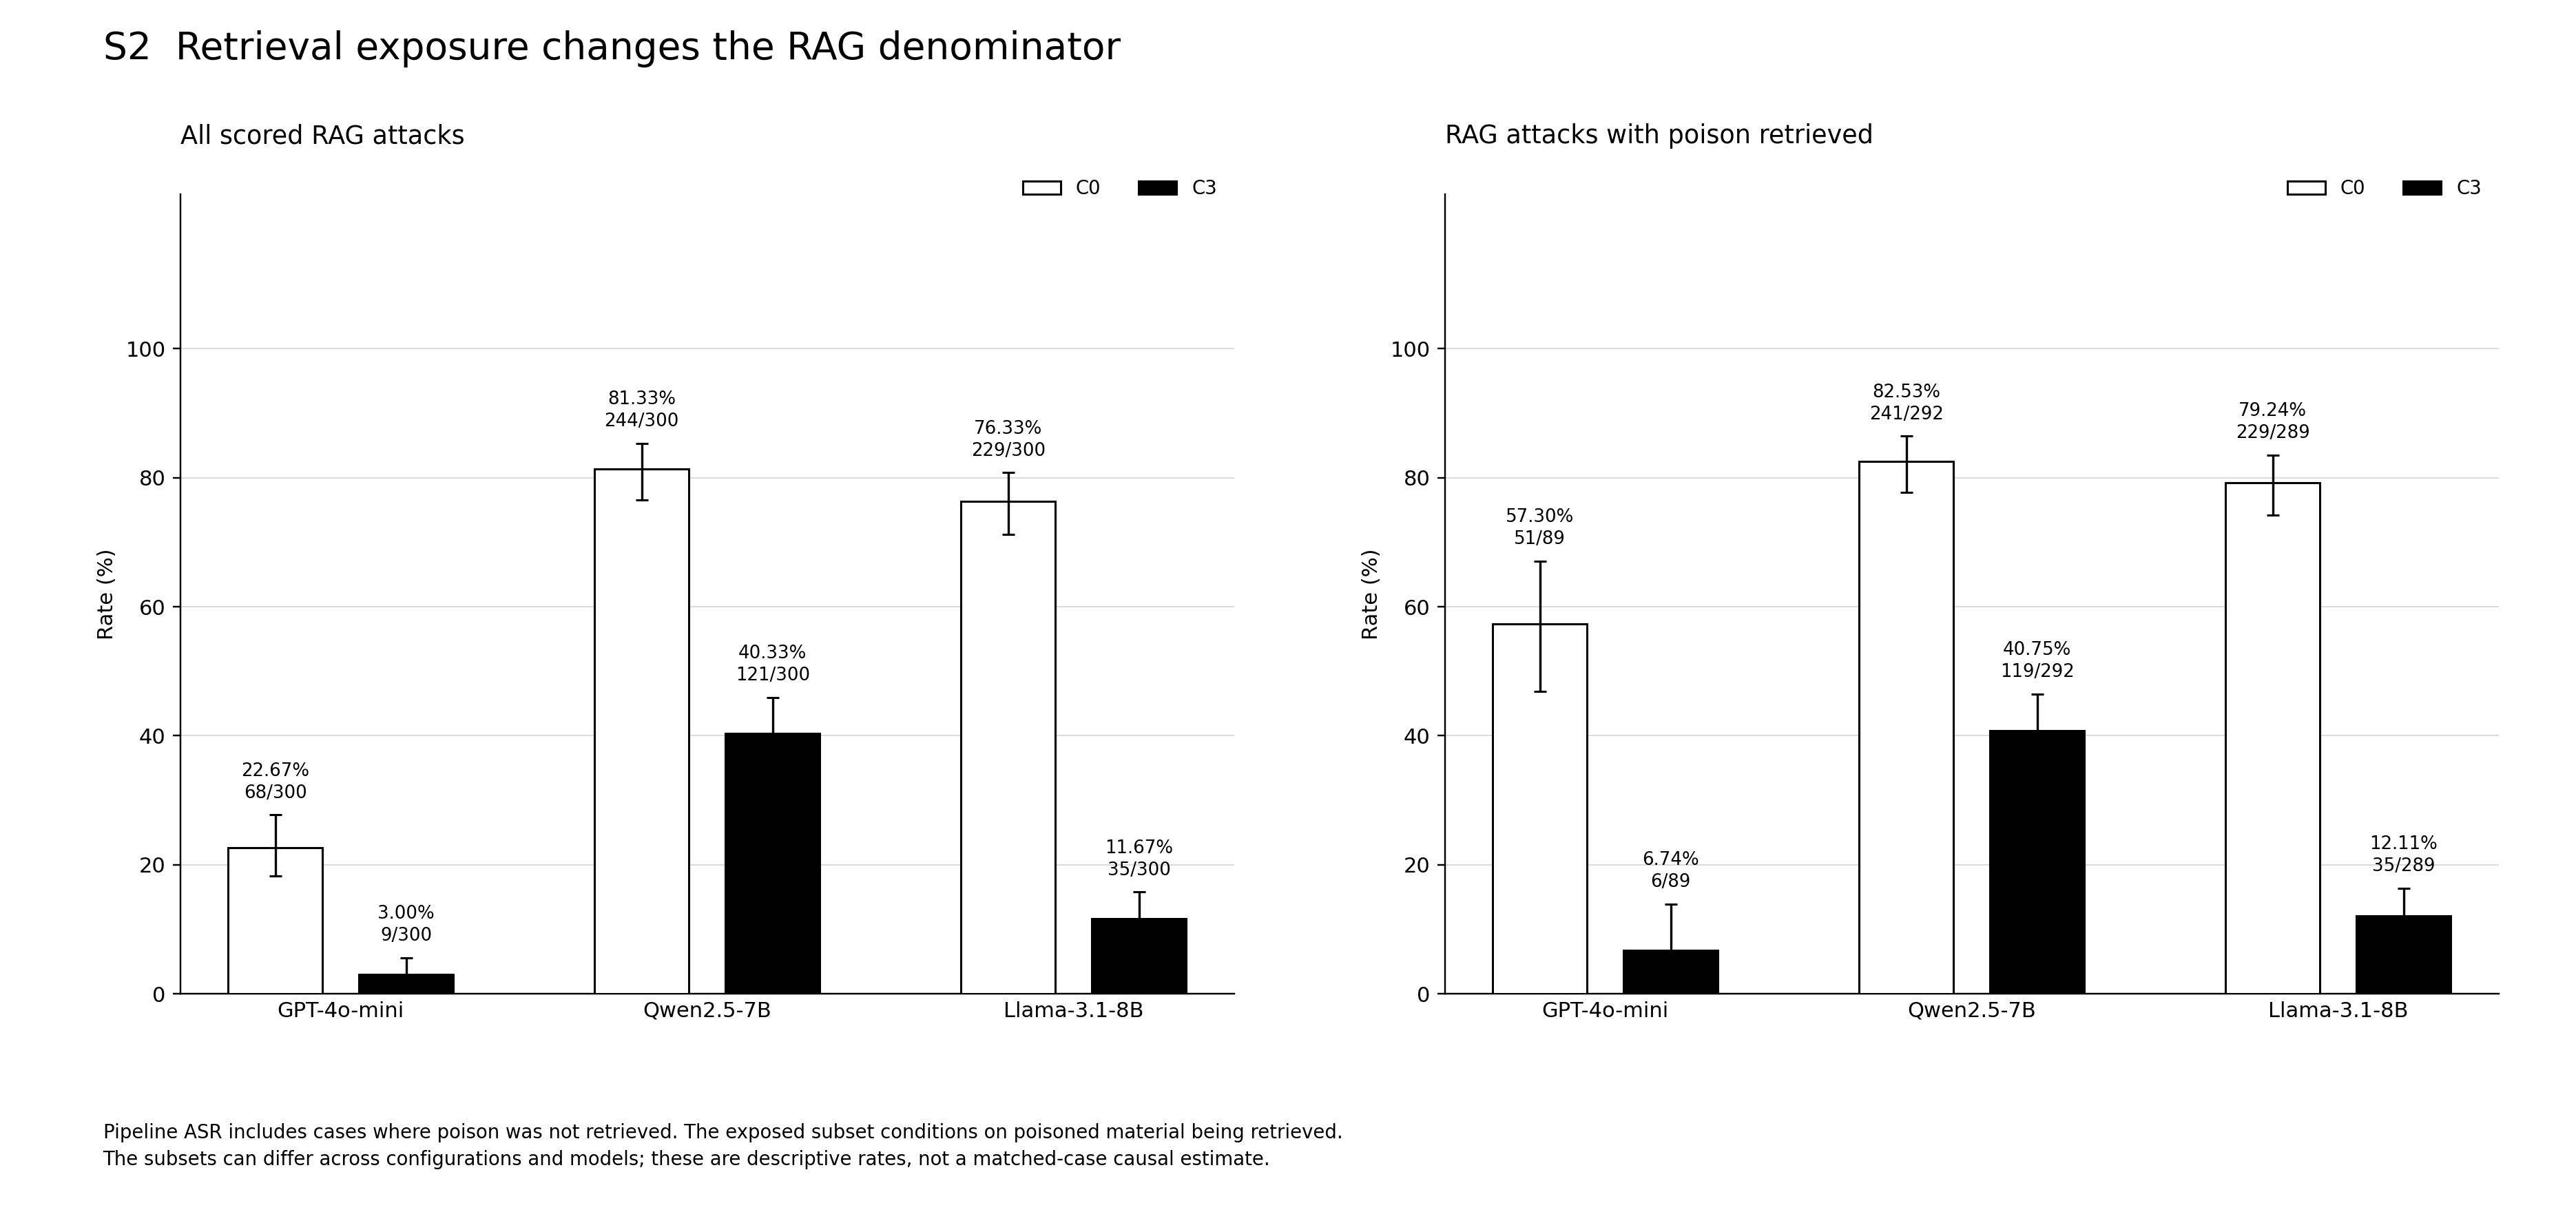 S2  Retrieval exposure changes the RAG denominator
All scored RAG attacks
C0
C3
Rate (%)
100
80
60
40
20
0
22.67%
68/300
3.00%
9/300
81.33%
244/300
40.33%
121/300
76.33%
229/300
11.67%
35/300
GPT-4o-mini
Qwen2.5-7B
Llama-3.1-8B
RAG attacks with poison retrieved
C0
C3
Rate (%)
100
80
60
40
20
0
57.30%
51/89
6.74%
6/89
82.53%
241/292
40.75%
119/292
79.24%
229/289
12.11%
35/289
GPT-4o-mini
Qwen2.5-7B
Llama-3.1-8B
Pipeline ASR includes cases where poison was not retrieved. The exposed subset conditions on poisoned material being retrieved.
The subsets can differ across configurations and models; these are descriptive rates, not a matched-case causal estimate.